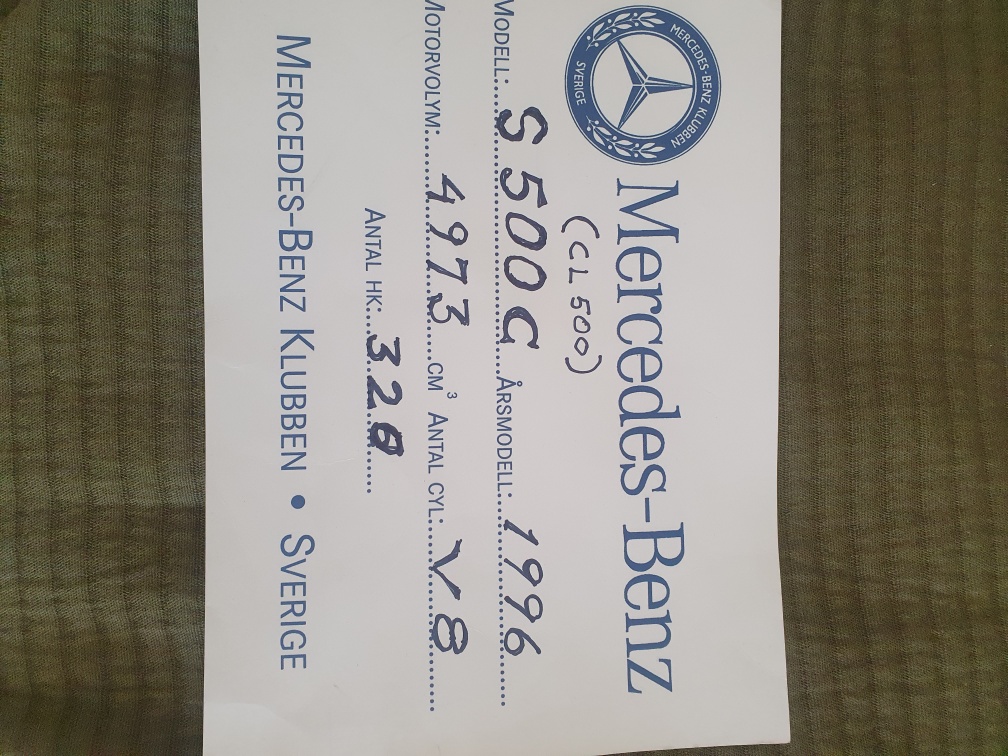 MERCEDES-BENZ KLUBBEN
SVERIGE
Mercedes-Benz
(CL 500)
MODELL: S 500 C ÅRSMODELL: 1996
MOTORVOLYM: 4973 CM³ ANTAL CYL: V8
ANTAL HK: 320
MERCEDES-BENZ KLUBBEN • SVERIGE